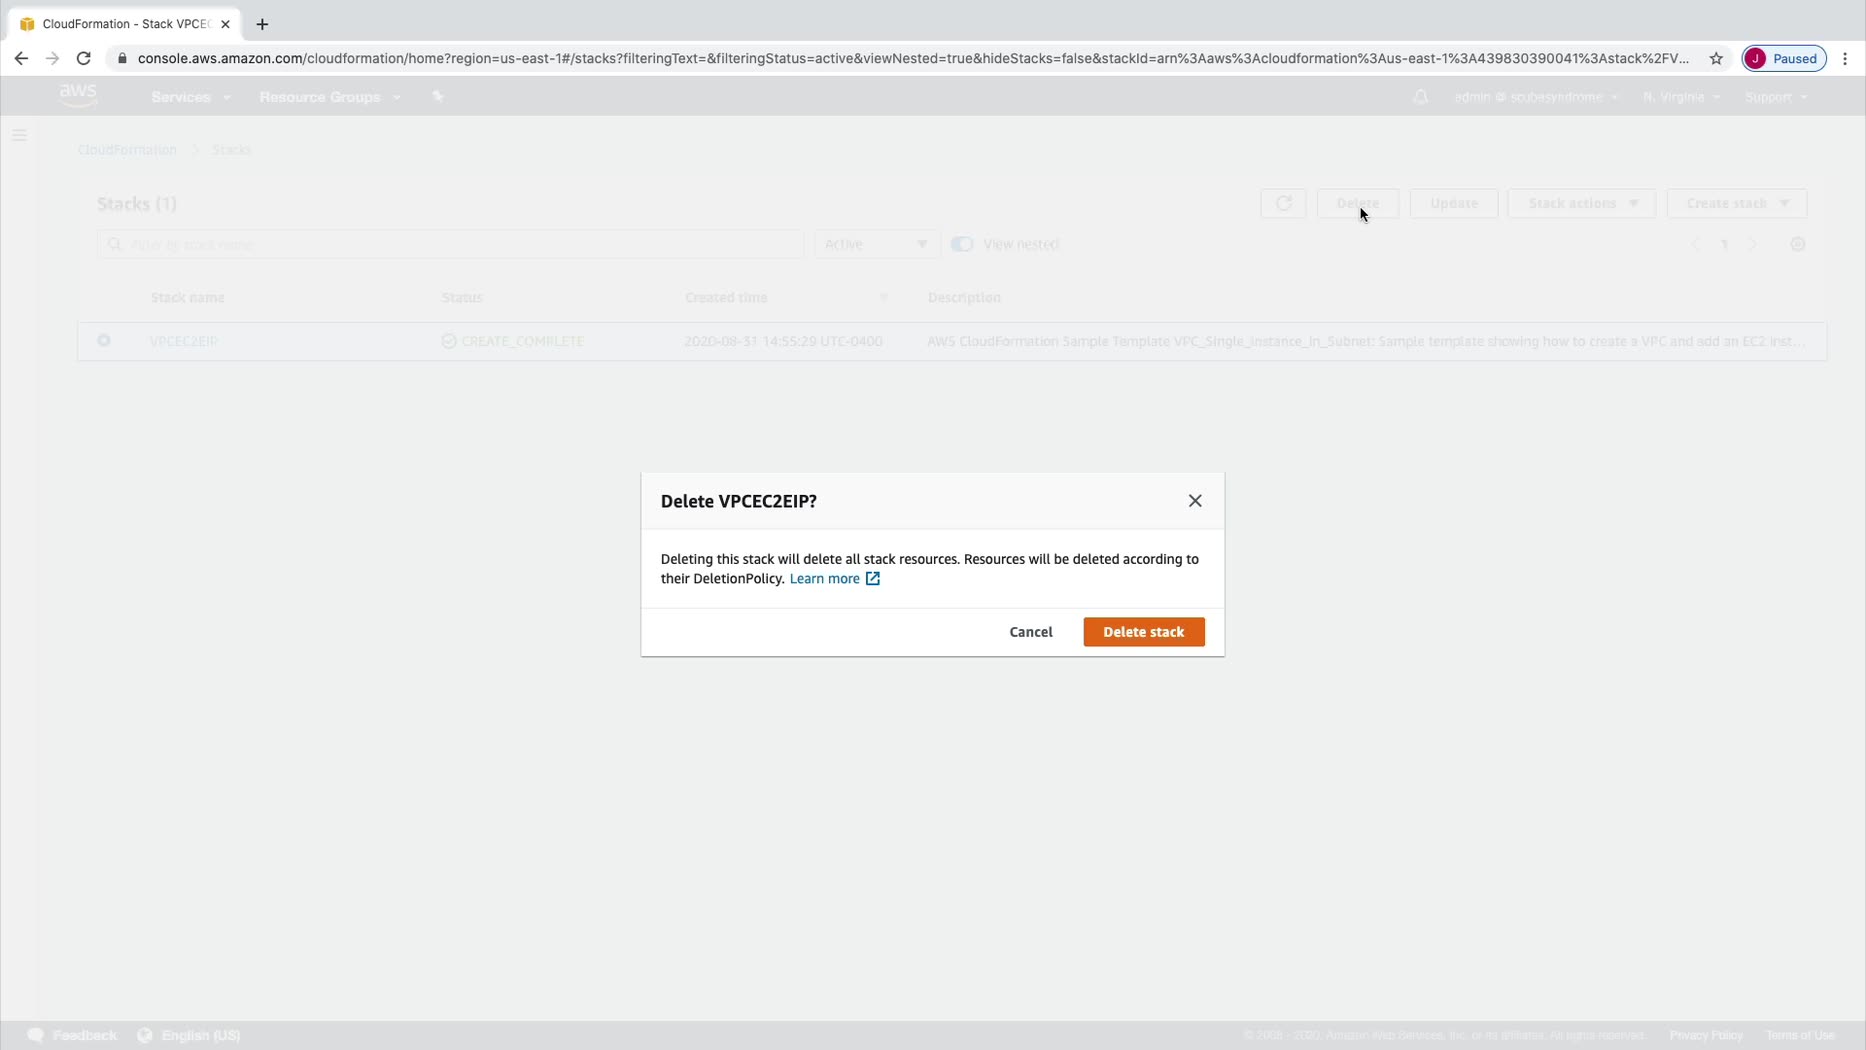 CloudFormation - Stack VPCEC
console.aws.amazon.com/cloudformation/home?region=us-east-1#/stacks?filteringText=&filteringStatus=active&viewNested=true&hideStacks=false&stackId=arn%3Aaws%3Acloudformation%3Aus-east-1%3A439830390041%3Astack%2FV...
J Paused
aws Services Resource Groups admin @ scubasyndrome N. Virginia Support
CloudFormation > Stacks
Stacks (1)
Delete Update Stack actions Create stack
Filter by stack name Active View nested 1
Stack name Status Created time Description
VPCEC2EIP CREATE_COMPLETE 2020-08-31 14:55:29 UTC-0400 AWS CloudFormation Sample Template VPC_Single_Instance_In_Subnet: Sample template showing how to create a VPC and add an EC2 inst...
Delete VPCEC2EIP?
Deleting this stack will delete all stack resources. Resources will be deleted according to
their DeletionPolicy. Learn more
Cancel Delete stack
Feedback English (US) © 2008 - 2020, Amazon Web Services, Inc. or its affiliates. All rights reserved. Privacy Policy Terms of Use